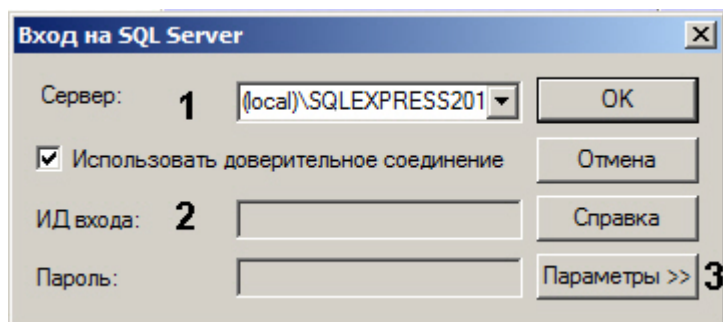 Вход на SQL Server
Сервер: 1 (local)\SQLEXPRESS201 OK
Использовать доверительное соединение Отмена
ИД входа: 2 Справка
Пароль: Параметры >> 3